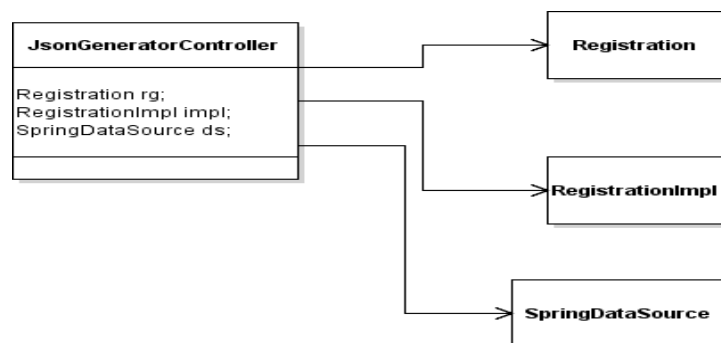 JsonGeneratorController
Registration rg;
RegistrationImpl impl;
SpringDataSource ds;
Registration
RegistrationImpl
SpringDataSource